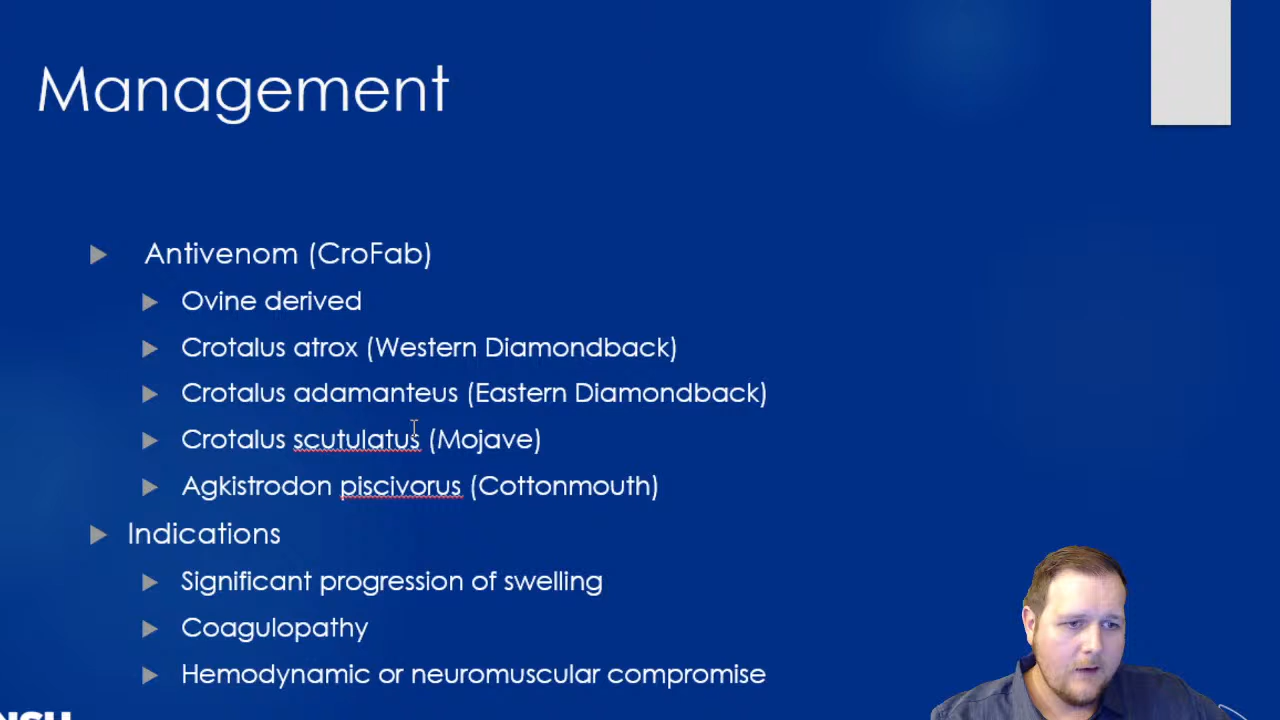 Management
Antivenom (CroFab)
Ovine derived
Crotalus atrox (Western Diamondback)
Crotalus adamanteus (Eastern Diamondback)
Crotalus scutulatus (Mojave)
Agkistrodon piscivorus (Cottonmouth)
Indications
Significant progression of swelling
Coagulopathy
Hemodynamic or neuromuscular compromise